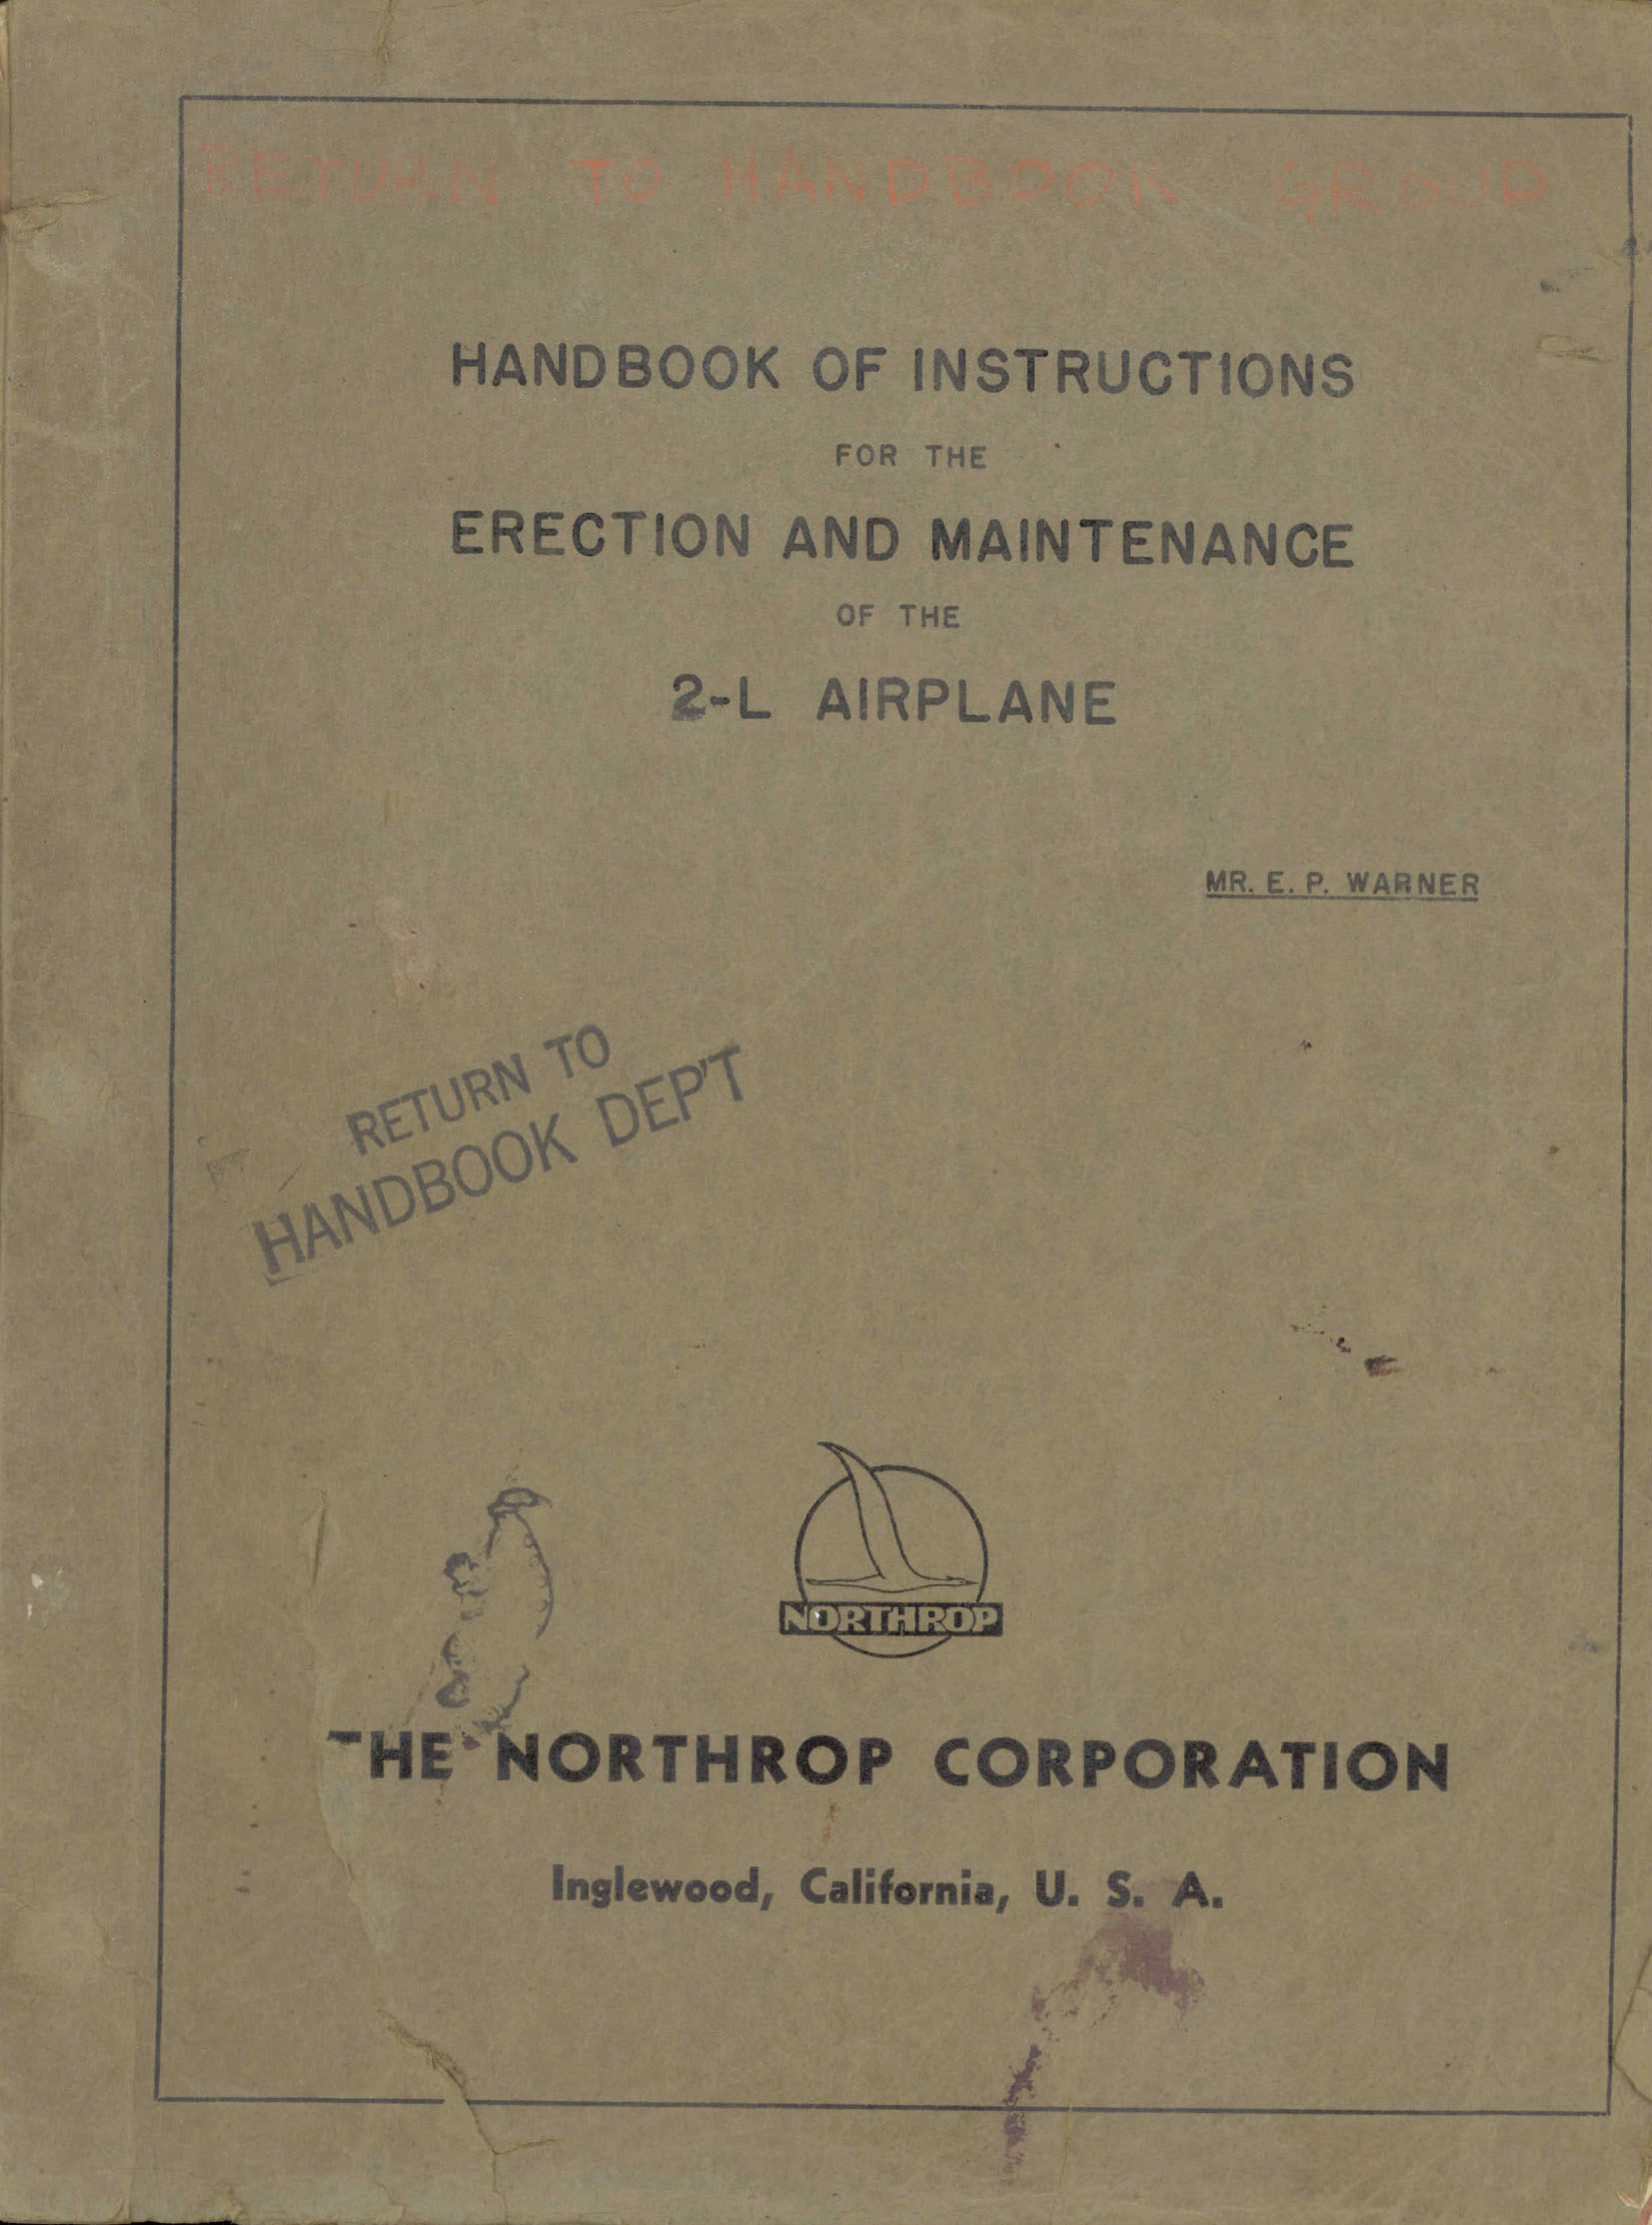 RETURN TO HANDBOOK GROUP
HANDBOOK OF INSTRUCTIONS
FOR THE
ERECTION AND MAINTENANCE
OF THE
2-L AIRPLANE
MR. E. P. WARNER
RETURN TO
HANDBOOK DEP'T
NORTHROP
THE NORTHROP CORPORATION
Inglewood, California, U. S. A.